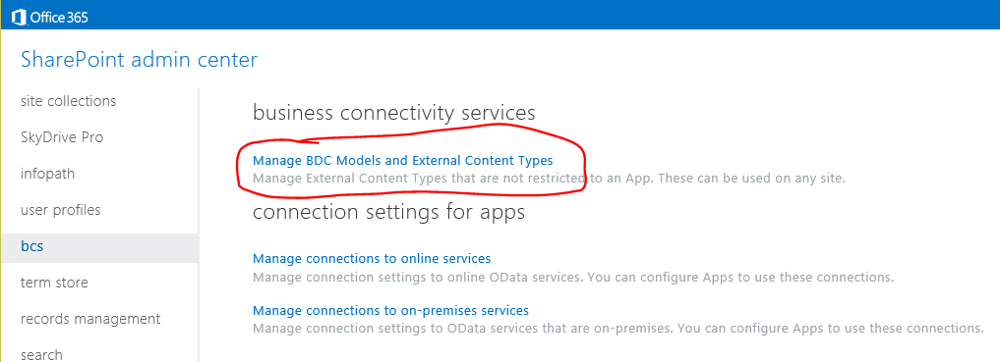 Office 365
SharePoint admin center
site collections
SkyDrive Pro
infopath
user profiles
bcs
term store
records management
search
business connectivity services
Manage BDC Models and External Content Types
Manage External Content Types that are not restricted to an App. These can be used on any site.
connection settings for apps
Manage connections to online services
Manage connection settings to online OData services. You can configure Apps to use these connections.
Manage connections to on-premises services
Manage connection settings to OData services that are on-premises. You can configure Apps to use these connections.